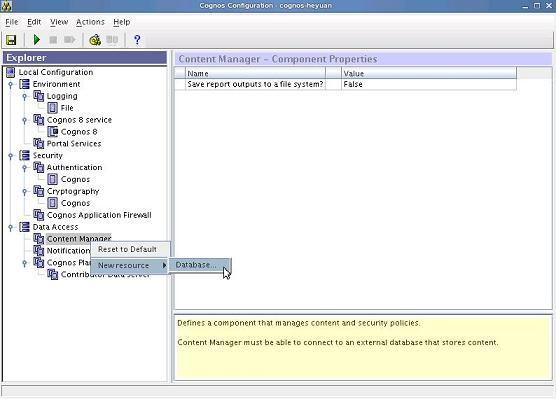 Cognos Configuration - cognos-heyuan
File Edit View Actions Help
Explorer
Local Configuration
Environment
Logging
File
Cognos 8 service
Cognos 8
Portal Services
Security
Authentication
Cognos
Cryptography
Cognos
Cognos Application Firewall
Data Access
Content Manager
Notification
Cognos Pla
Contributor Data Server
Reset to Default
New resource
Database...
Content Manager - Component Properties
Name Value
Save report outputs to a file system? False
Defines a component that manages content and security policies.
Content Manager must be able to connect to an external database that stores content.